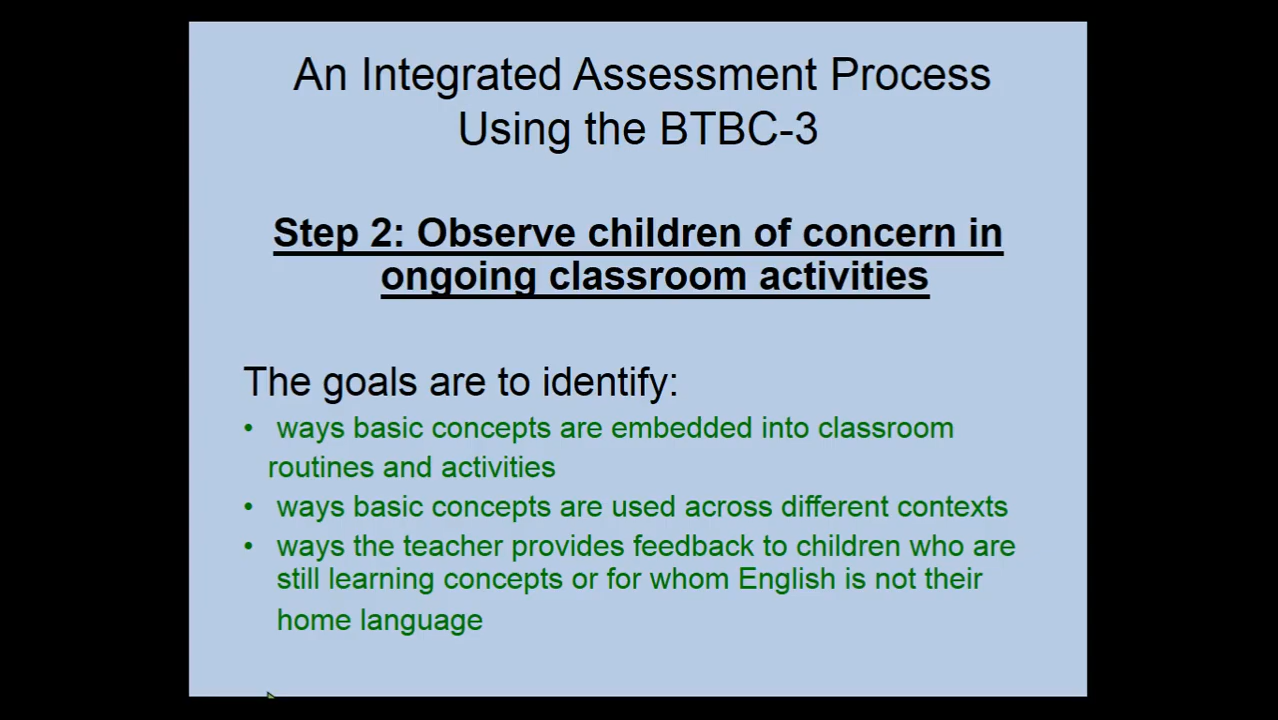 An Integrated Assessment Process
Using the BTBC-3
Step 2: Observe children of concern in
ongoing classroom activities
The goals are to identify:
• ways basic concepts are embedded into classroom
routines and activities
• ways basic concepts are used across different contexts
• ways the teacher provides feedback to children who are
still learning concepts or for whom English is not their
home language